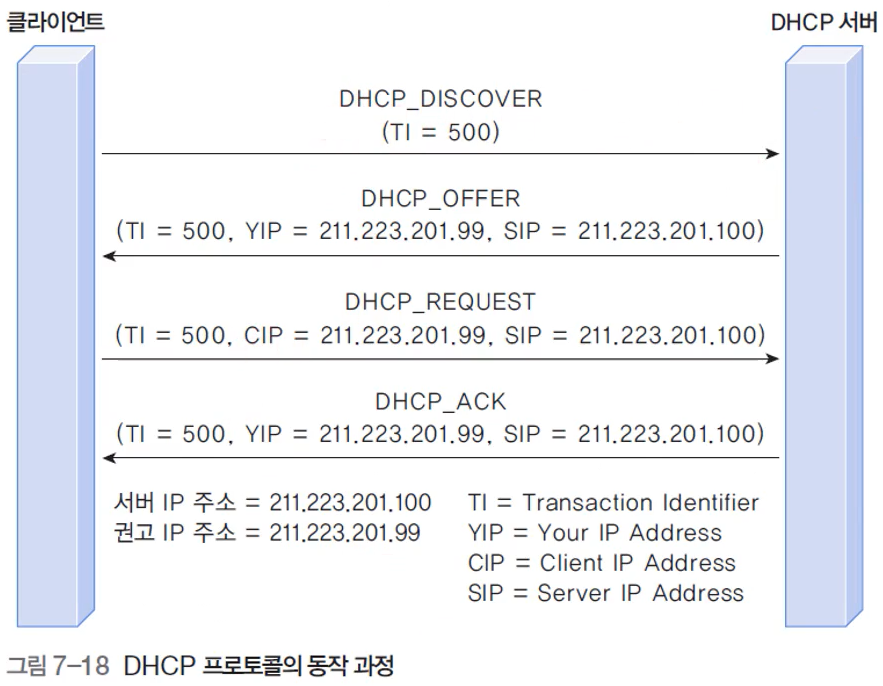 클라이언트
DHCP 서버
DHCP_DISCOVER
(TI = 500)
DHCP_OFFER
(TI = 500, YIP = 211.223.201.99, SIP = 211.223.201.100)
DHCP_REQUEST
(TI = 500, CIP = 211.223.201.99, SIP = 211.223.201.100)
DHCP_ACK
(TI = 500, YIP = 211.223.201.99, SIP = 211.223.201.100)
서버 IP 주소 = 211.223.201.100
권고 IP 주소 = 211.223.201.99
TI = Transaction Identifier
YIP = Your IP Address
CIP = Client IP Address
SIP = Server IP Address
그림 7-18 DHCP 프로토콜의 동작 과정